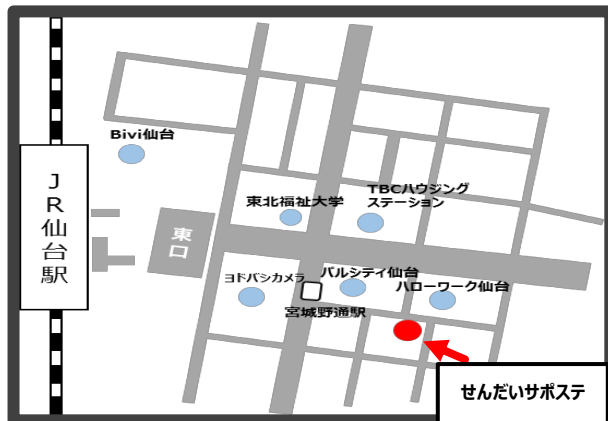 Bivi仙台
JR仙台駅
東口
東北福祉大学
TBCハウジング
ステーション
ヨドバシカメラ
パルシティ仙台
ハローワーク仙台
宮城野通駅
せんだいサポステ